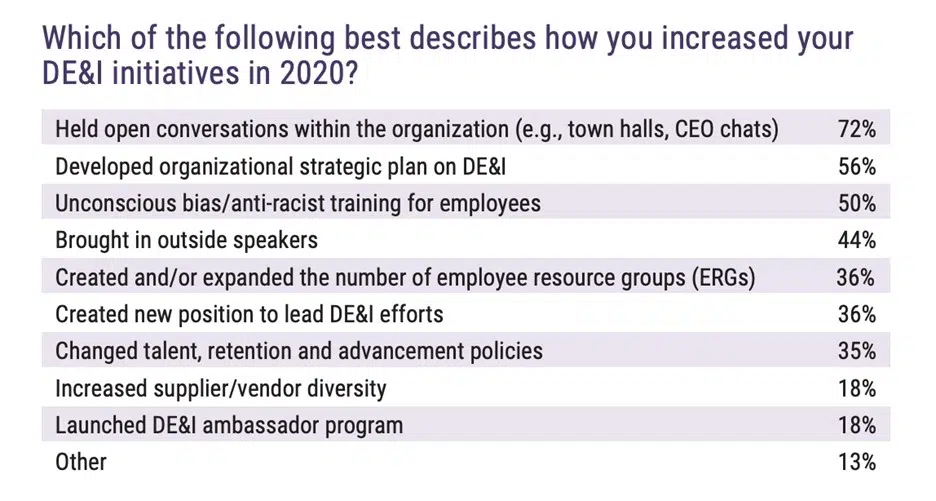 Which of the following best describes how you increased your
DE&I initiatives in 2020?
Held open conversations within the organization (e.g., town halls, CEO chats) 72%
Developed organizational strategic plan on DE&I 56%
Unconscious bias/anti-racist training for employees 50%
Brought in outside speakers 44%
Created and/or expanded the number of employee resource groups (ERGs) 36%
Created new position to lead DE&I efforts 36%
Changed talent, retention and advancement policies 35%
Increased supplier/vendor diversity 18%
Launched DE&I ambassador program 18%
Other 13%